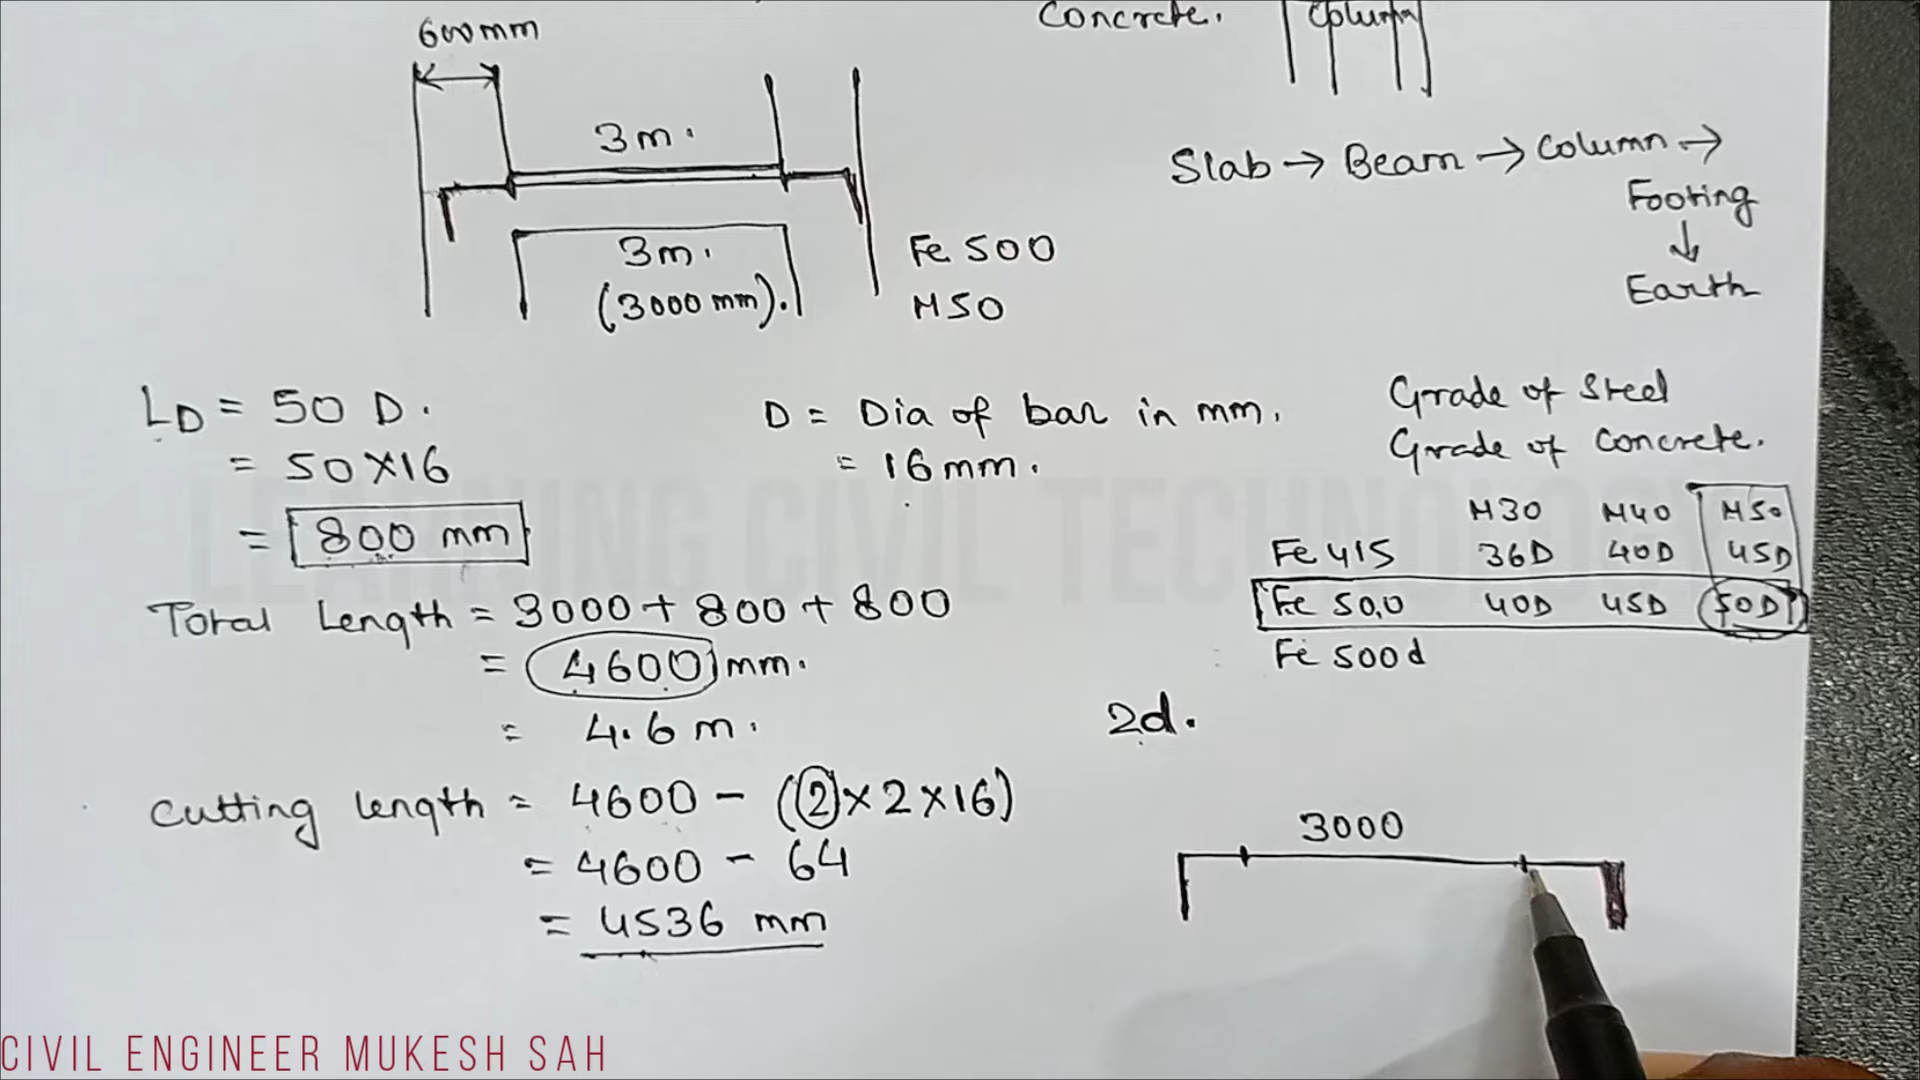 600mm
Concrete.
Column
3m.
Slab → Beam → Column →
Footing
↓
Earth
3m.
(3000 mm).
Fe 500
M50
LD = 50 D.
= 50×16
= 800 mm
D = Dia of bar in mm.
= 16mm.
Grade of Steel
Grade of Concrete.
M30 M40 M50
Fe 415 36D 40D 45D
Fe 500 40D 45D 50D
Fe 500d
LEARNING CIVIL TECHNOLOGY
Total Length = 3000 + 800 + 800
= 4600 mm.
= 4.6 m.
2d.
Cutting length = 4600 - (2×2×16)
= 4600 - 64
= 4536 mm
3000
CIVIL ENGINEER MUKESH SAH